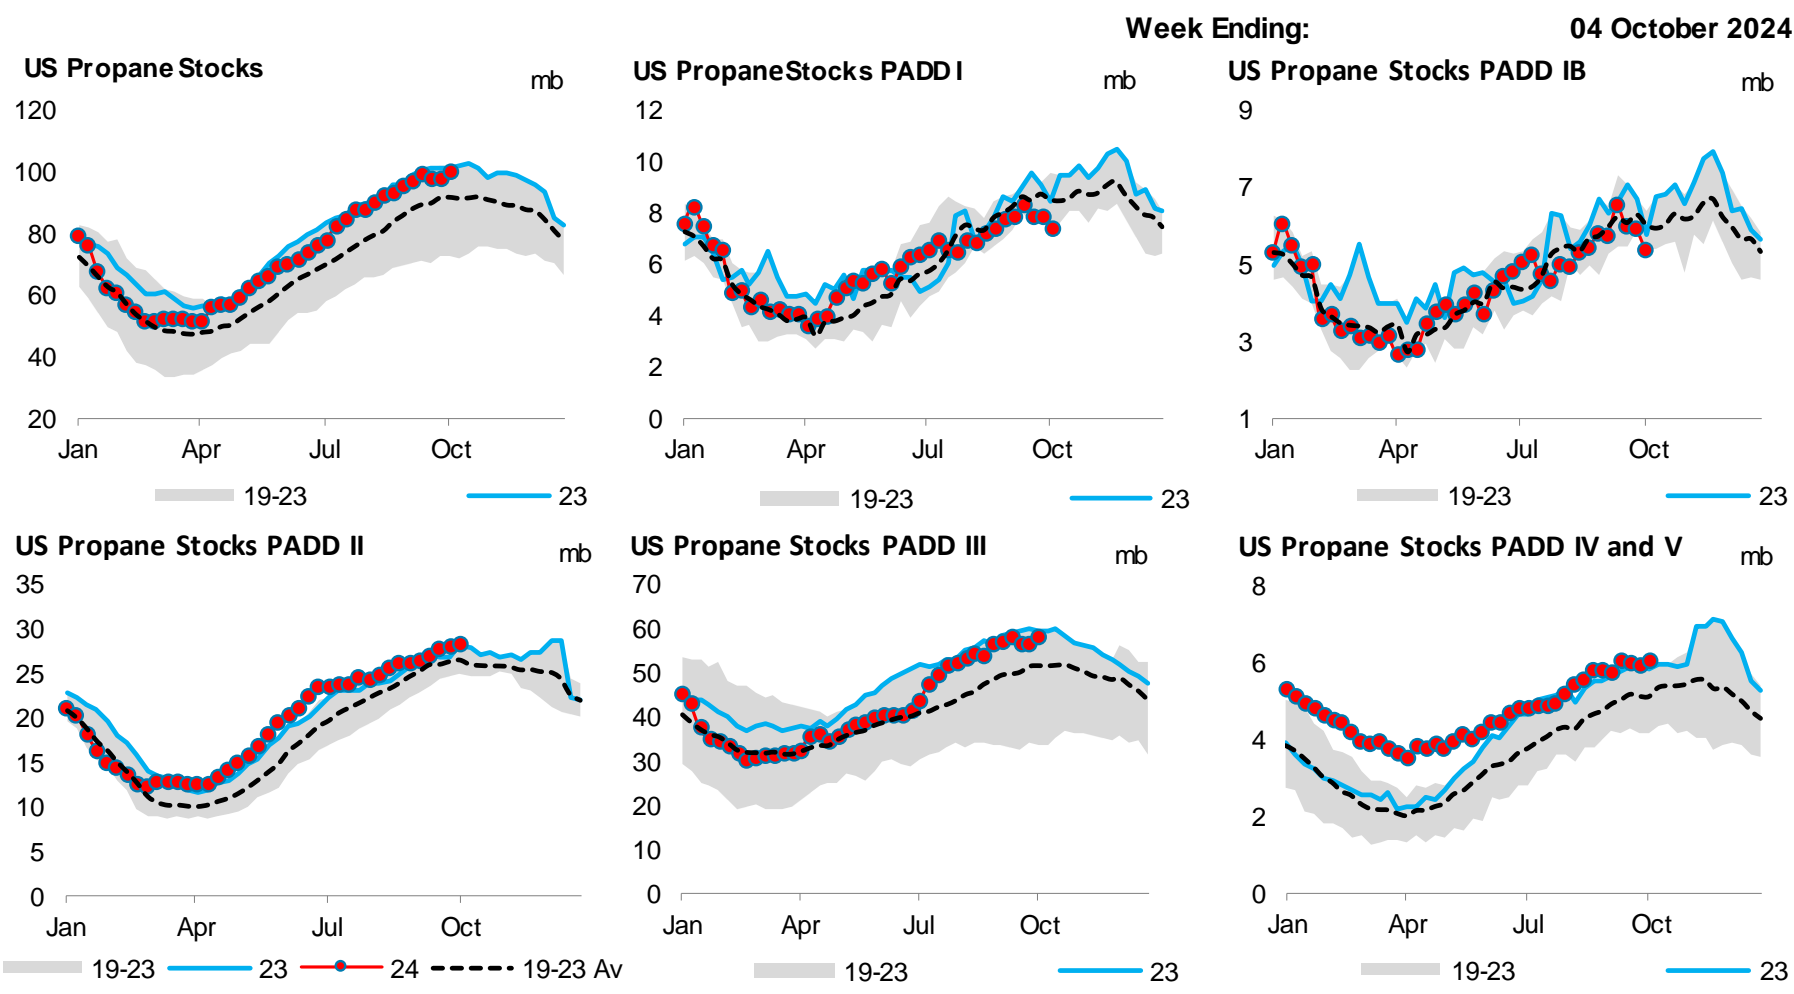 Week Ending: 04 October 2024
US Propane Stocks
mb
120
100
80
60
40
20
Jan Apr Jul Oct
19-23 23
US Propane Stocks PADD I
mb
12
10
8
6
4
2
0
Jan Apr Jul Oct
19-23 23
US Propane Stocks PADD IB
mb
9
7
5
3
1
Jan Apr Jul Oct
19-23 23
US Propane Stocks PADD II
mb
35
30
25
20
15
10
5
0
Jan Apr Jul Oct
19-23 23 24 19-23 Av
US Propane Stocks PADD III
mb
70
60
50
40
30
20
10
0
Jan Apr Jul Oct
19-23 23
US Propane Stocks PADD IV and V
mb
8
6
4
2
0
Jan Apr Jul Oct
19-23 23